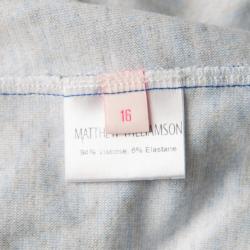 16
MATTHEW WILLIAMSON
94% Viscose, 6% Elastane